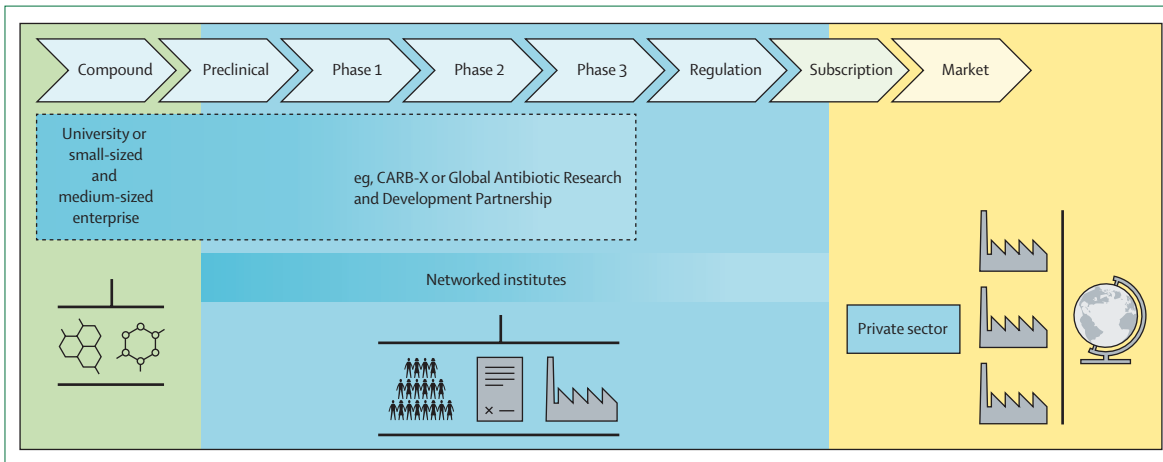 Compound
Preclinical
Phase 1
Phase 2
Phase 3
Regulation
Subscription
Market
University or
small-sized
and
medium-sized
enterprise
eg, CARB-X or Global Antibiotic Research
and Development Partnership
Networked institutes
Private sector